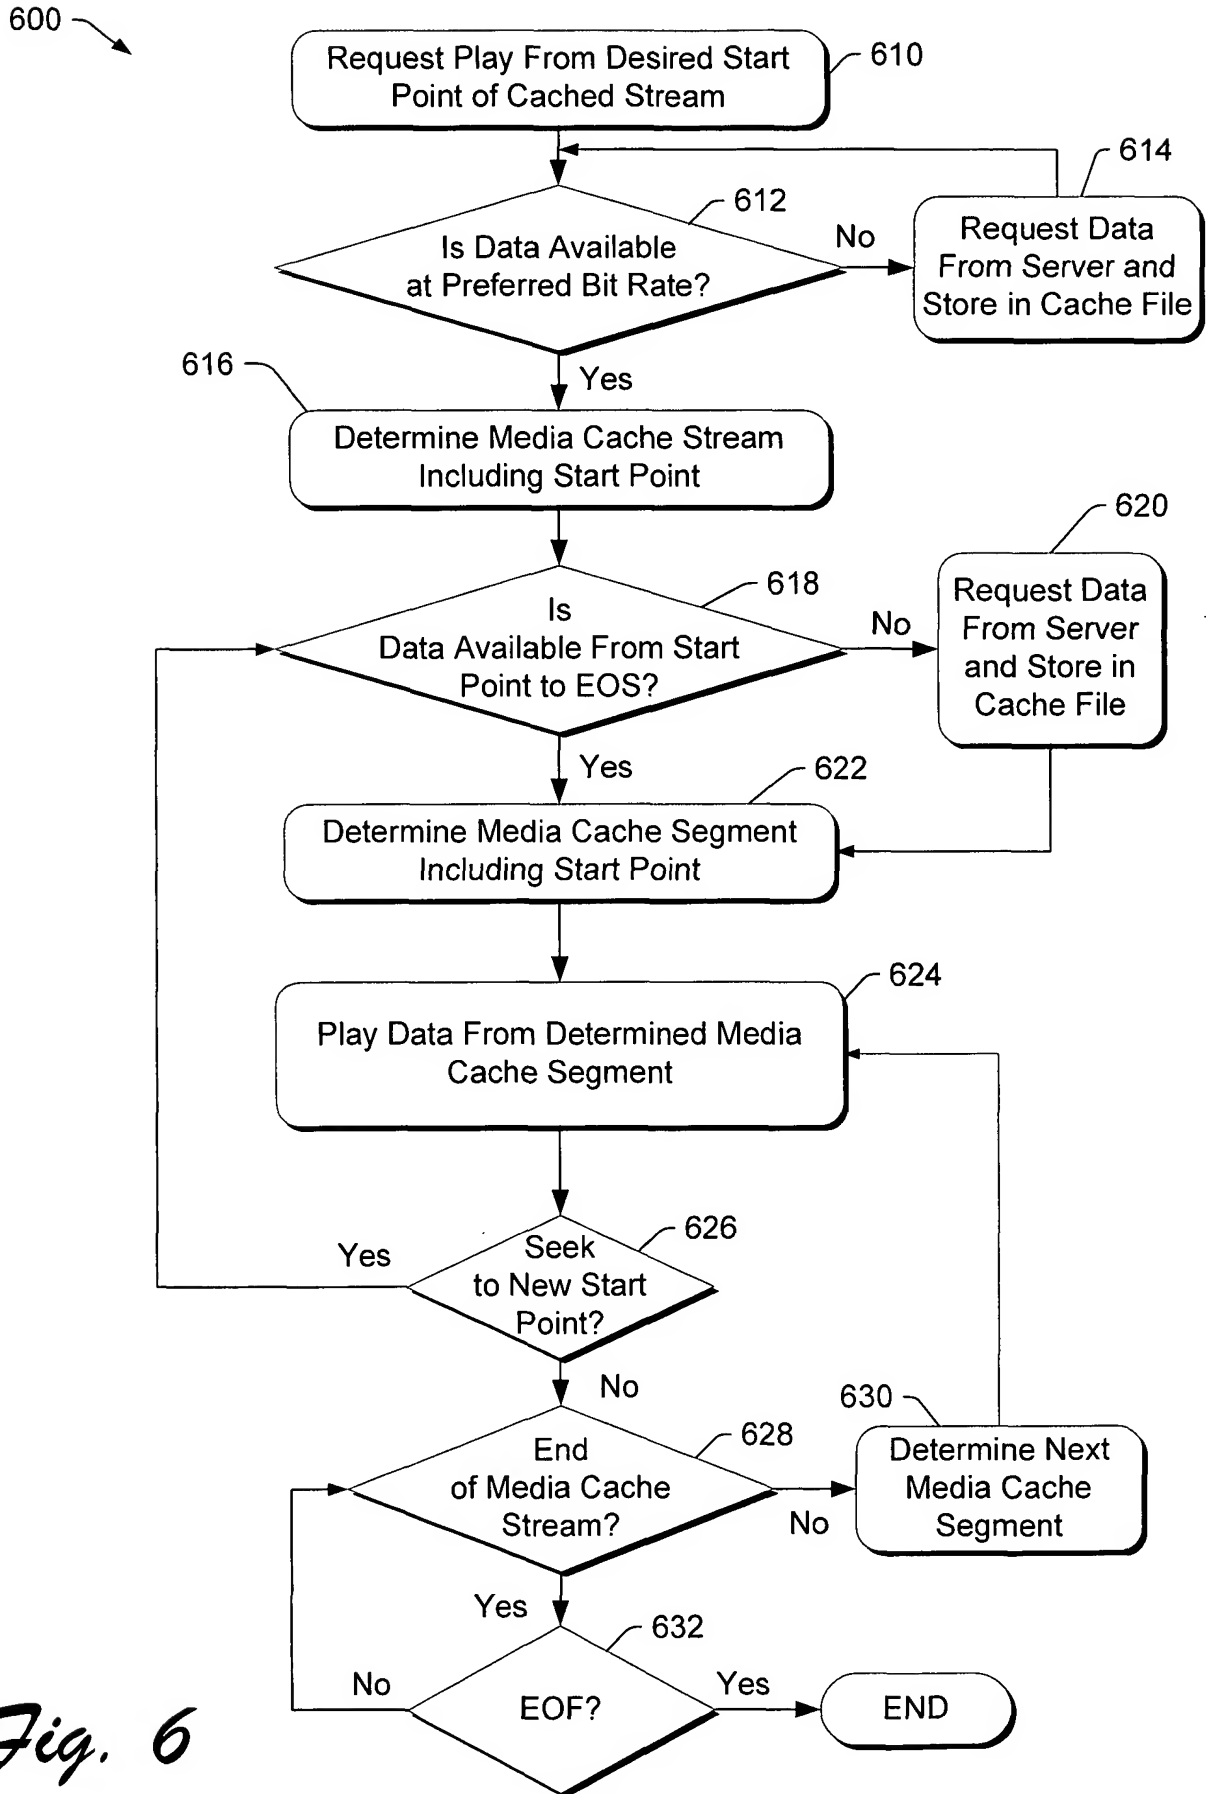 600
Request Play From Desired Start
Point of Cached Stream
610
614
612
Is Data Available
at Preferred Bit Rate?
No
Request Data
From Server and
Store in Cache File
616
Yes
Determine Media Cache Stream
Including Start Point
620
618
Is
Data Available From Start
Point to EOS?
No
Request Data
From Server
and Store in
Cache File
Yes
622
Determine Media Cache Segment
Including Start Point
624
Play Data From Determined Media
Cache Segment
626
Yes
Seek
to New Start
Point?
No
630
628
End
of Media Cache
Stream?
No
Determine Next
Media Cache
Segment
Yes
632
No
EOF?
Yes
END
Fig. 6